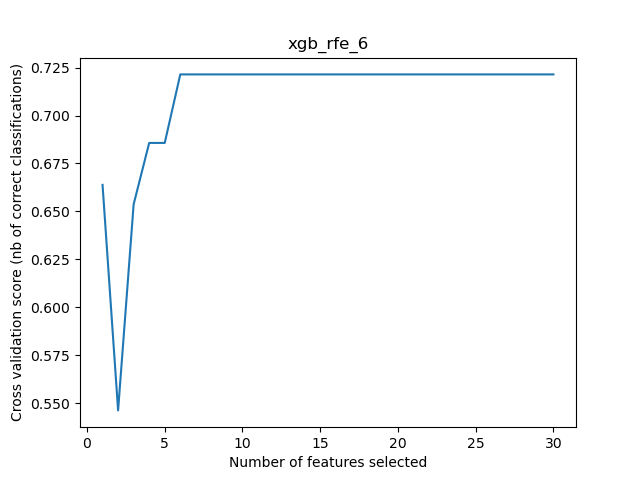 xgb_rfe_6
Cross validation score (nb of correct classifications)
0.725
0.700
0.675
0.650
0.625
0.600
0.575
0.550
0 5 10 15 20 25 30
Number of features selected